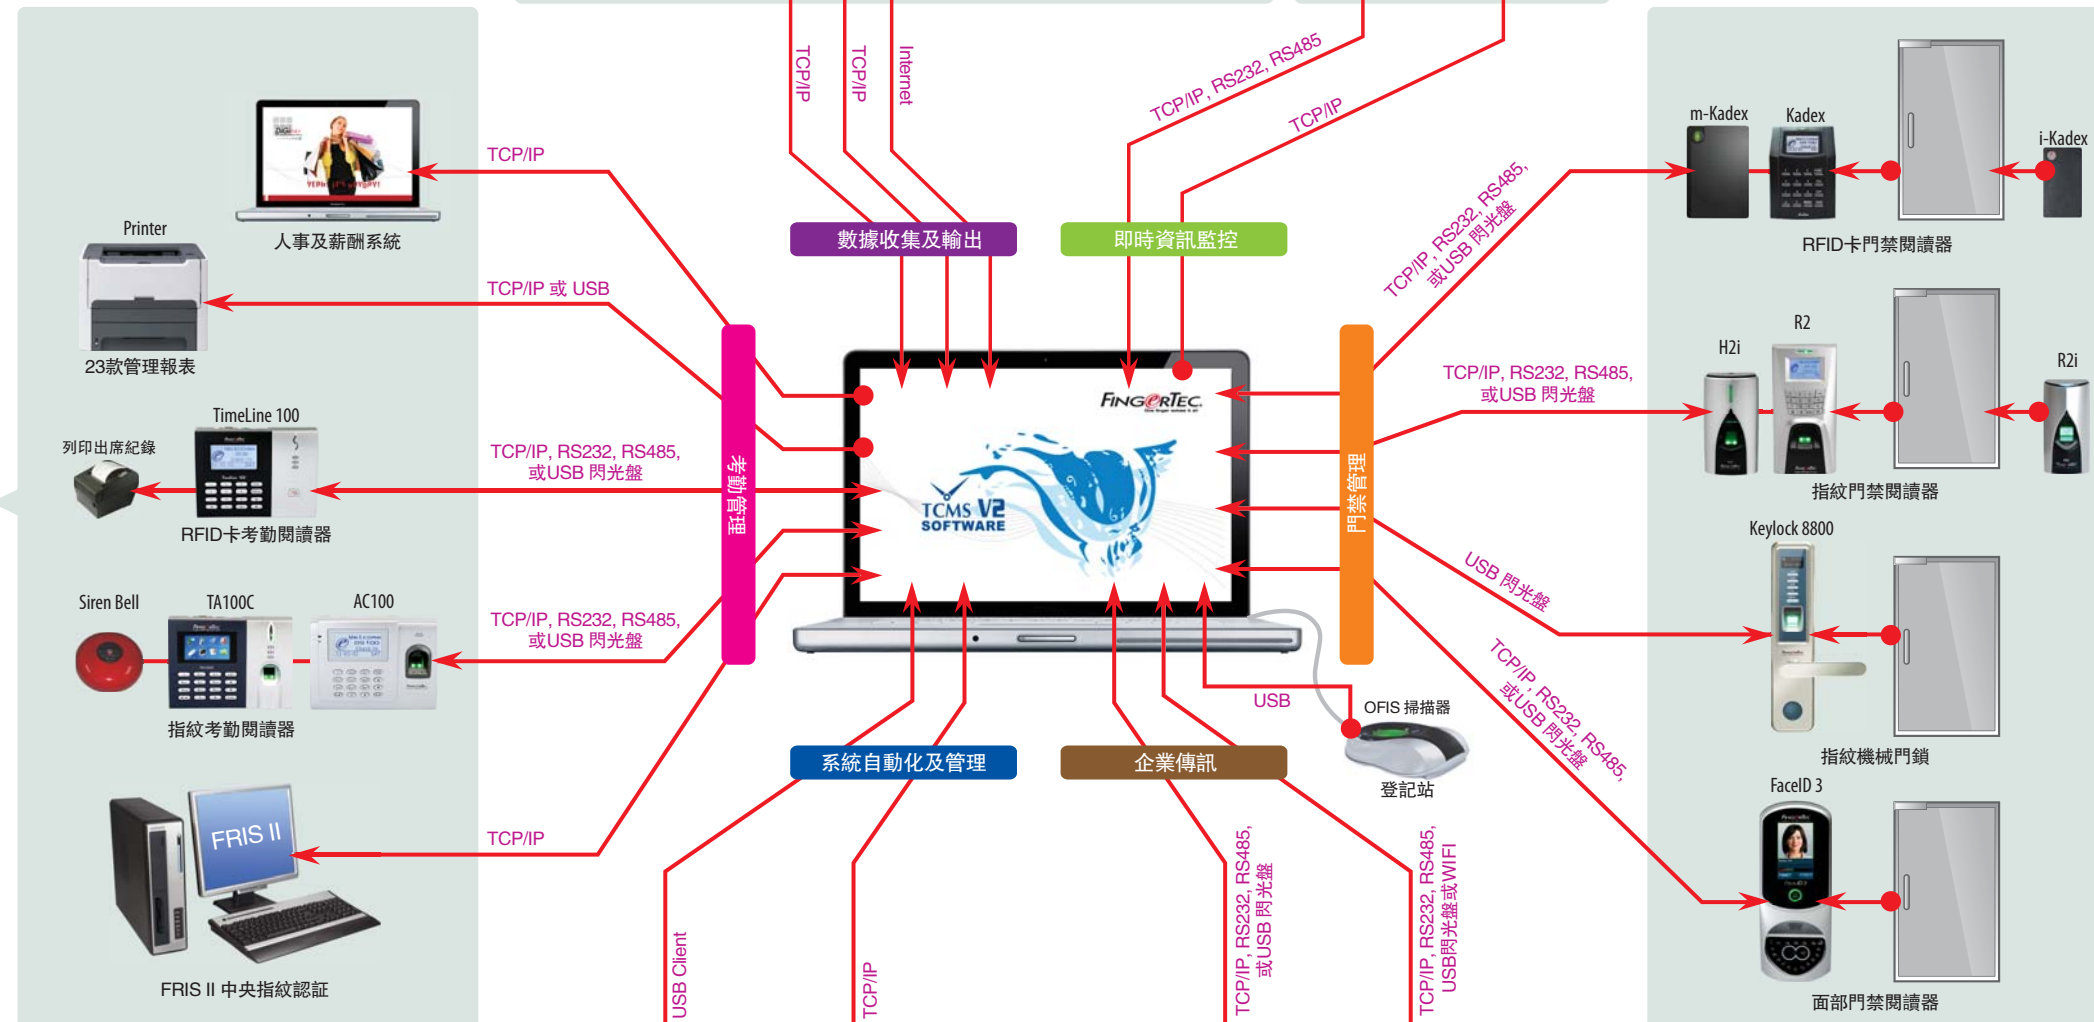 TCP/IP
TCP/IP
Internet
TCP/IP, RS232, RS485
TCP/IP
數據收集及輸出
即時資訊監控
TCP/IP
人事及薪酬系統
Printer
TCP/IP 或 USB
23款管理報表
TimeLine 100
列印出席紀錄
TCP/IP, RS232, RS485,
或USB 閃光盤
RFID卡考勤閱讀器
Siren Bell
TA100C
AC100
TCP/IP, RS232, RS485,
或USB 閃光盤
指紋考勤閱讀器
FRIS II
TCP/IP
FRIS II 中央指紋認証
考勤管理
FINGERTEC
TCMS V2
SOFTWARE
門禁管理
系統自動化及管理
企業傳訊
USB
OFIS 掃描器
登記站
USB Client
TCP/IP
TCP/IP, RS232, RS485,
或USB 閃光盤
TCP/IP, RS232, RS485,
USB閃光盤或WIFI
TCP/IP, RS232, RS485,
或USB 閃光盤
m-Kadex
Kadex
i-Kadex
RFID卡門禁閱讀器
TCP/IP, RS232, RS485,
或USB 閃光盤
H2i
R2
R2i
指紋門禁閱讀器
USB 閃光盤
Keylock 8800
指紋機械門鎖
TCP/IP, RS232, RS485,
或USB 閃光盤
FaceID 3
面部門禁閱讀器